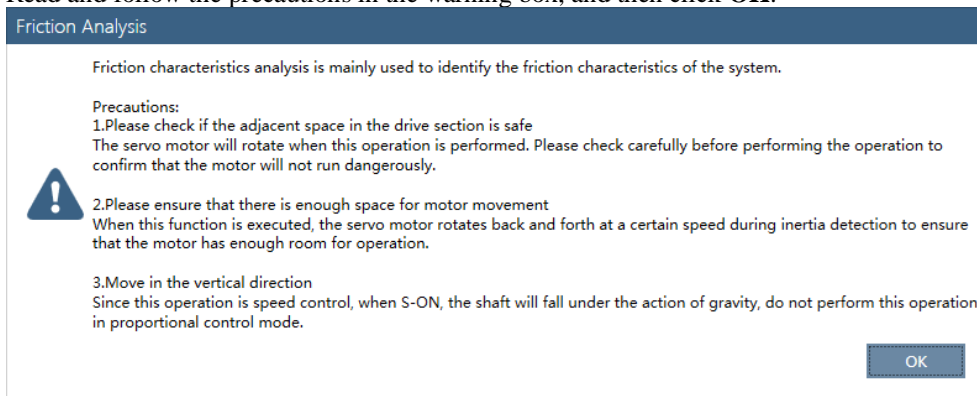 Read and follow the precautions in the warning box, and then click OK.
Friction Analysis
Friction characteristics analysis is mainly used to identify the friction characteristics of the system.
Precautions:
1.Please check if the adjacent space in the drive section is safe
The servo motor will rotate when this operation is performed. Please check carefully before performing the operation to
confirm that the motor will not run dangerously.
2.Please ensure that there is enough space for motor movement
When this function is executed, the servo motor rotates back and forth at a certain speed during inertia detection to ensure
that the motor has enough room for operation.
3.Move in the vertical direction
Since this operation is speed control, when S-ON, the shaft will fall under the action of gravity, do not perform this operation
in proportional control mode.
OK